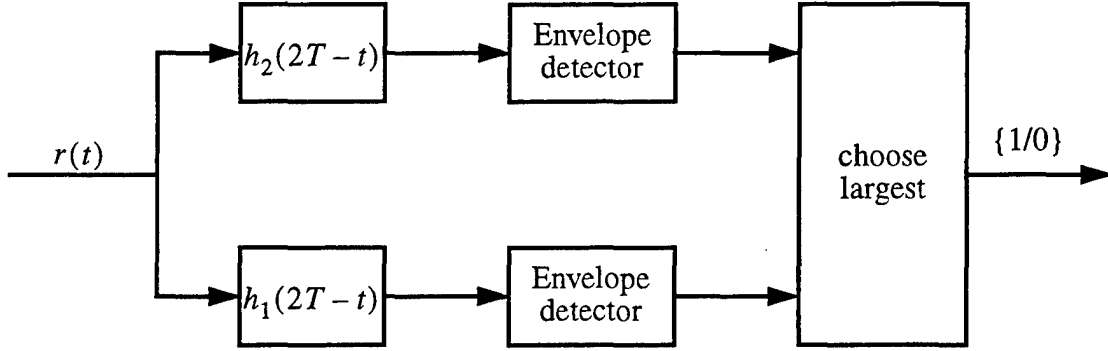 h₂(2T – t)
Envelope
detector
r(t)
choose
largest
{1/0}
h₁(2T – t)
Envelope
detector